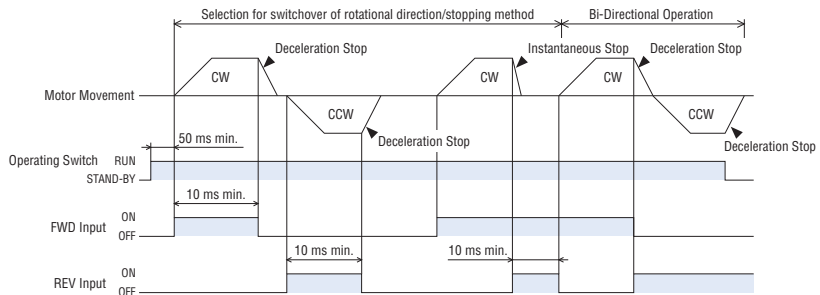 Selection for switchover of rotational direction/stopping method
Bi-Directional Operation
Deceleration Stop
Instantaneous Stop
Deceleration Stop
CW
CW
CW
Motor Movement
CCW
CCW
Deceleration Stop
Deceleration Stop
50 ms min.
Operating Switch
RUN
STAND-BY
10 ms min.
FWD Input
ON
OFF
10 ms min.
10 ms min.
REV Input
ON
OFF